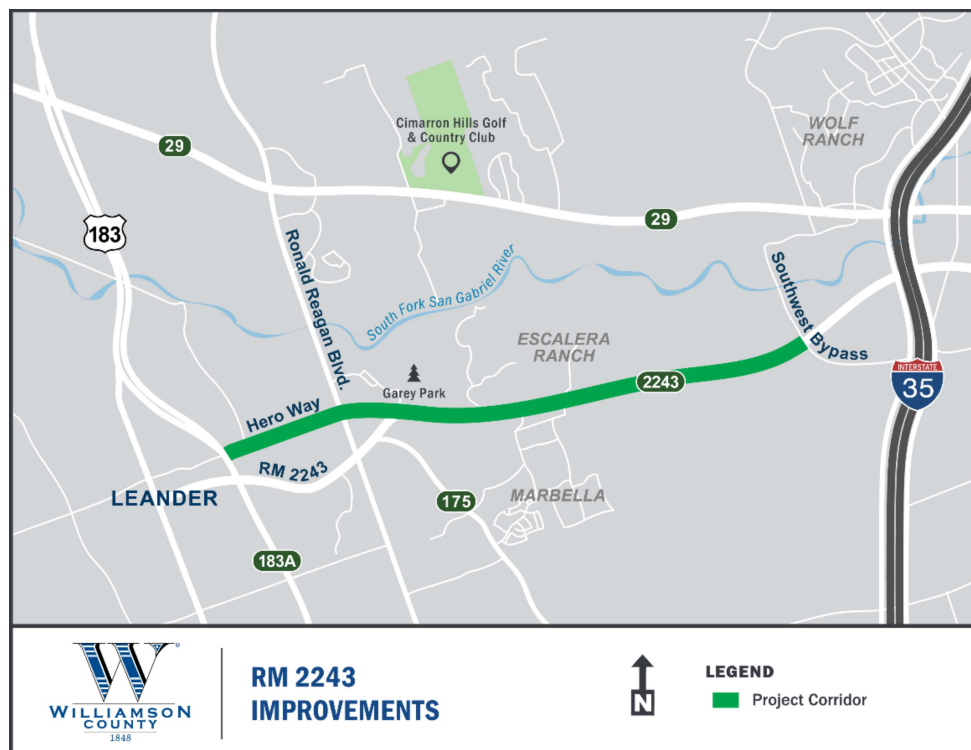 Cimarron Hills Golf
& Country Club
WOLF
RANCH
29
183
29
Ronald Reagan Blvd.
South Fork San Gabriel River
Southwest Bypass
ESCALERA
RANCH
Garey Park
2243
INTERSTATE
35
Hero Way
RM 2243
LEANDER
175
MARBELLA
183A
WILLIAMSON
COUNTY
1848
RM 2243
IMPROVEMENTS
N
LEGEND
Project Corridor